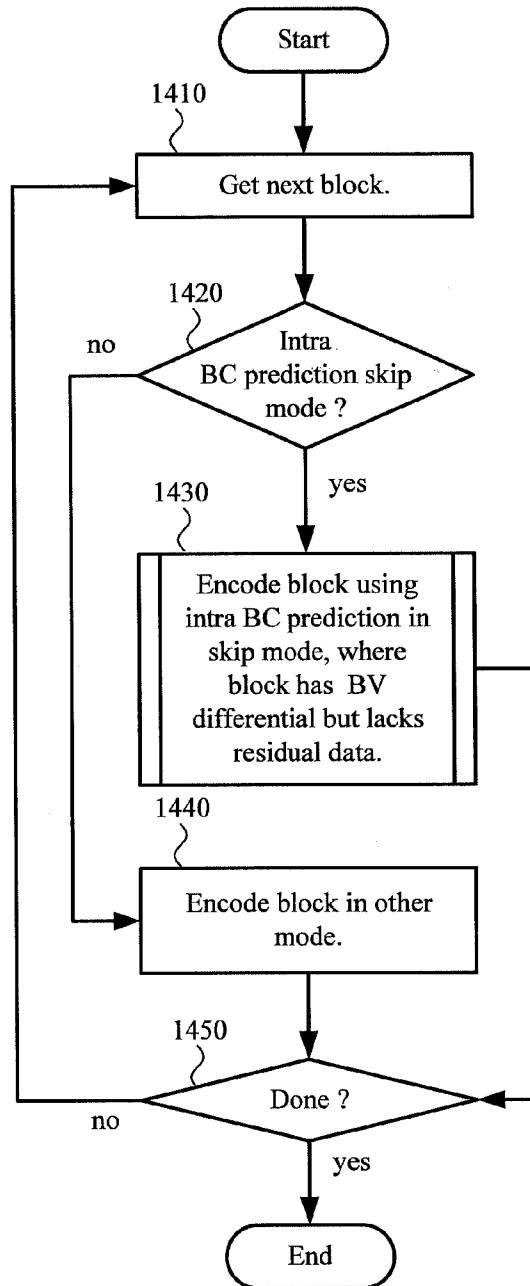 Start
1410
Get next block.
1420
no
Intra
BC prediction skip
mode ?
yes
1430
Encode block using
intra BC prediction in
skip mode, where
block has BV
differential but lacks
residual data.
1440
Encode block in other
mode.
1450
Done ?
no
yes
End